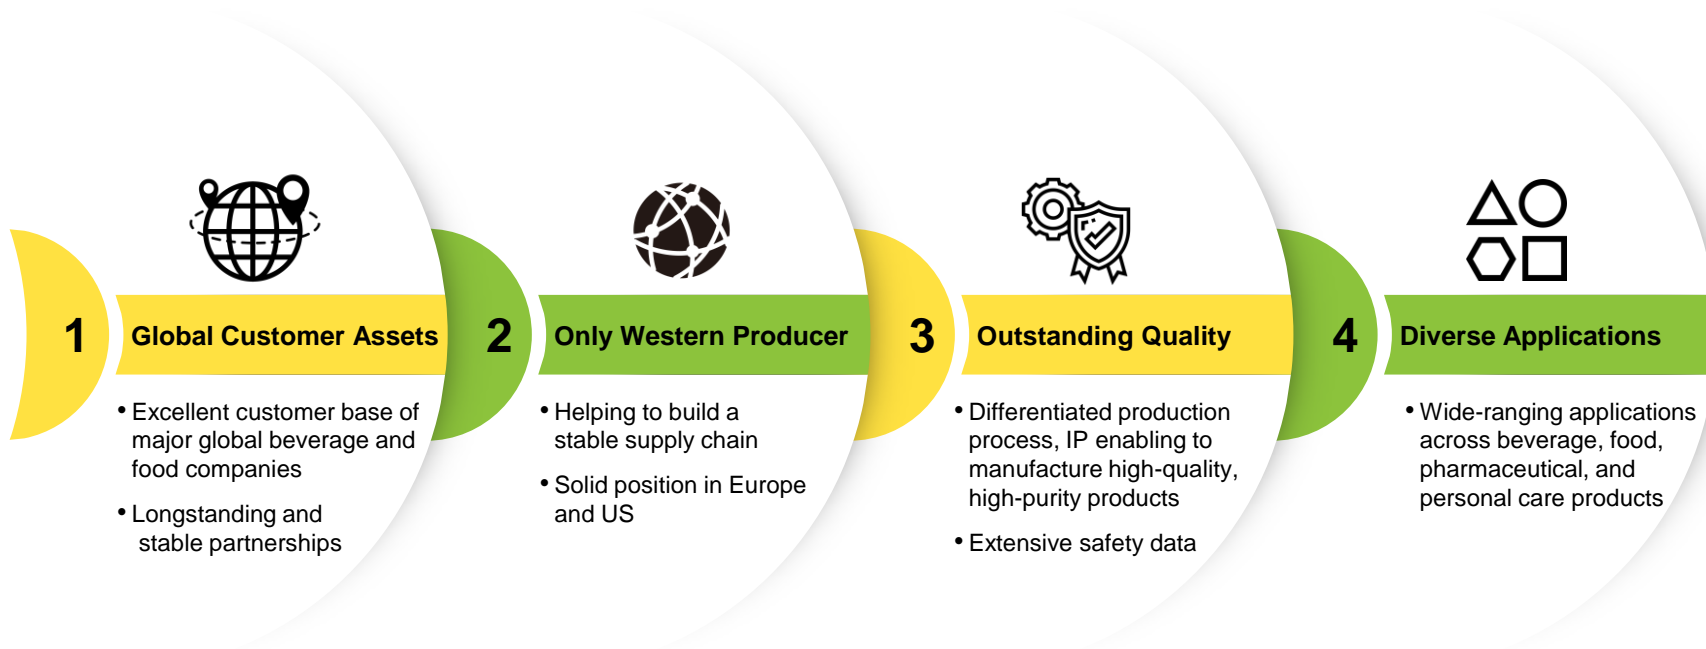 1
Global Customer Assets
• Excellent customer base of
major global beverage and
food companies
• Longstanding and
stable partnerships
2
Only Western Producer
• Helping to build a
stable supply chain
• Solid position in Europe
and US
3
Outstanding Quality
• Differentiated production
process, IP enabling to
manufacture high-quality,
high-purity products
• Extensive safety data
4
Diverse Applications
• Wide-ranging applications
across beverage, food,
pharmaceutical, and
personal care products